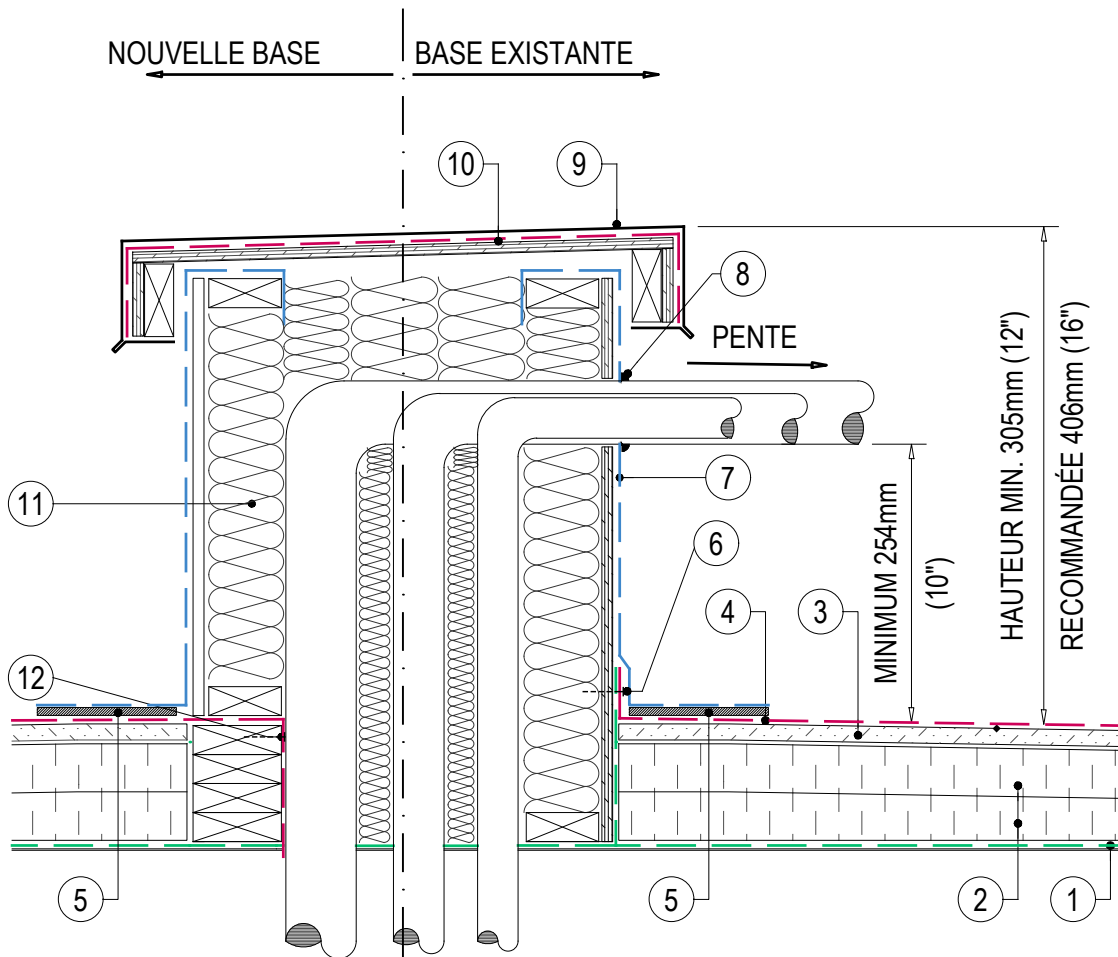 NOUVELLE BASE
BASE EXISTANTE
10
9
8
PENTE
11
7
6
4
3
12
MINIMUM 254mm
(10")
HAUTEUR MIN. 305mm (12")
RECOMMANDÉE 406mm (16")
5
5
2
1